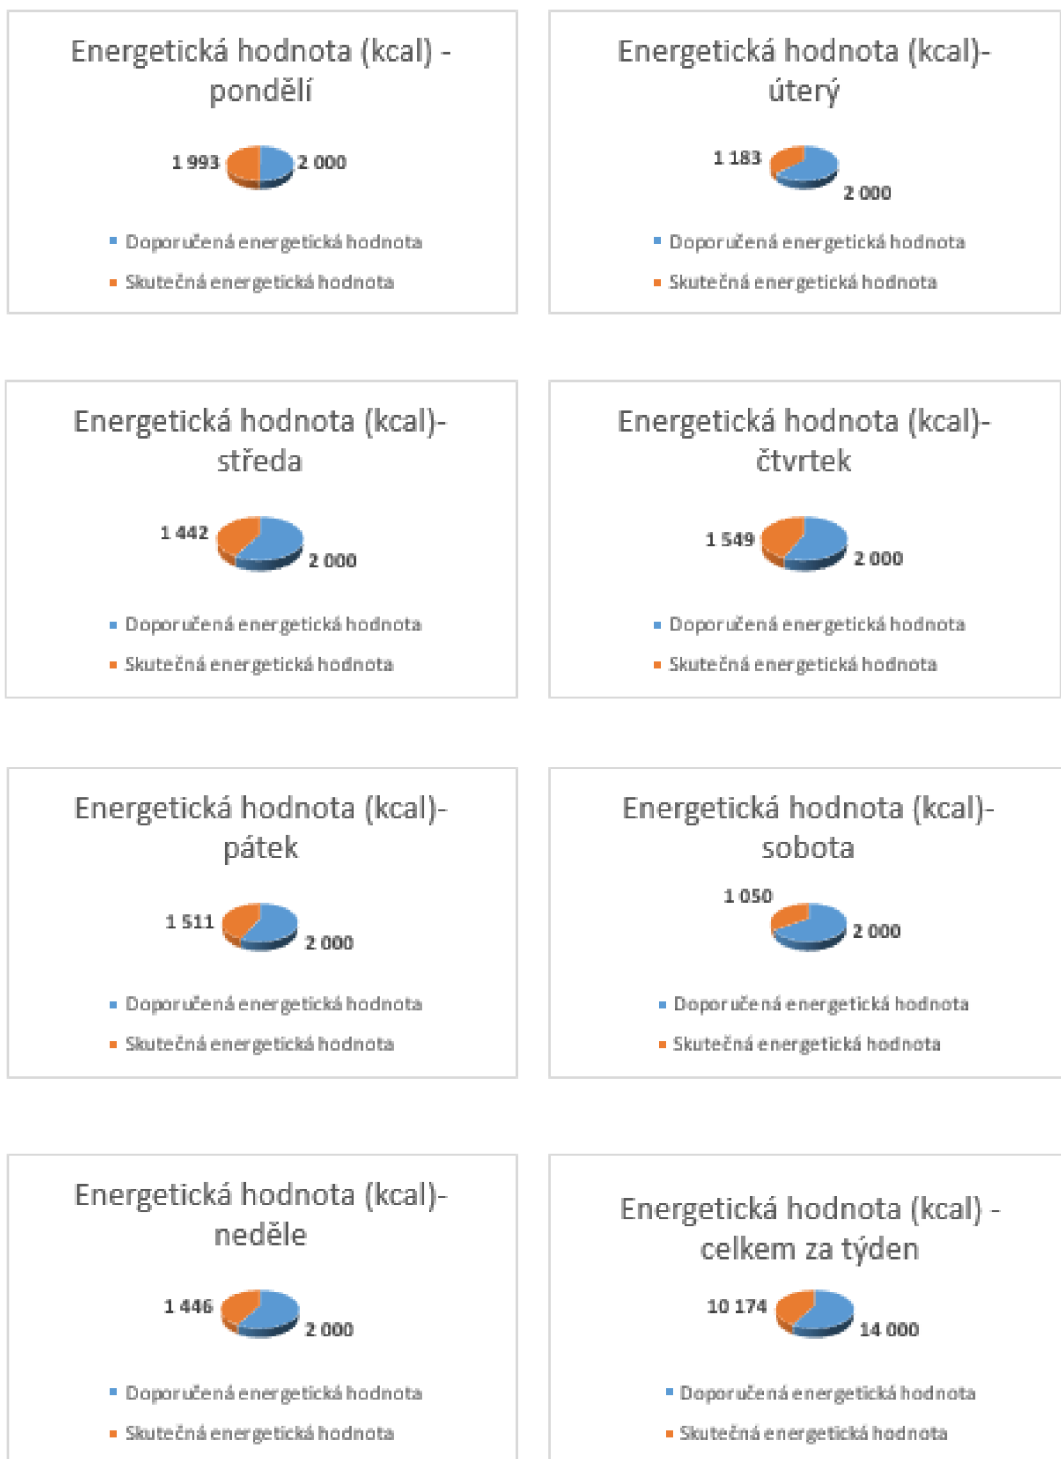 Energetická hodnota (kcal) -
pondělí
1 993
2 000
Doporučená energetická hodnota
Skutečná energetická hodnota
Energetická hodnota (kcal)-
úterý
1 183
2 000
Doporučená energetická hodnota
Skutečná energetická hodnota
Energetická hodnota (kcal)-
středa
1 442
2 000
Doporučená energetická hodnota
Skutečná energetická hodnota
Energetická hodnota (kcal)-
čtvrtek
1 549
2 000
Doporučená energetická hodnota
Skutečná energetická hodnota
Energetická hodnota (kcal)-
pátek
1 511
2 000
Doporučená energetická hodnota
Skutečná energetická hodnota
Energetická hodnota (kcal)-
sobota
1 050
2 000
Doporučená energetická hodnota
Skutečná energetická hodnota
Energetická hodnota (kcal)-
neděle
1 446
2 000
Doporučená energetická hodnota
Skutečná energetická hodnota
Energetická hodnota (kcal) -
celkem za týden
10 174
14 000
Doporučená energetická hodnota
Skutečná energetická hodnota